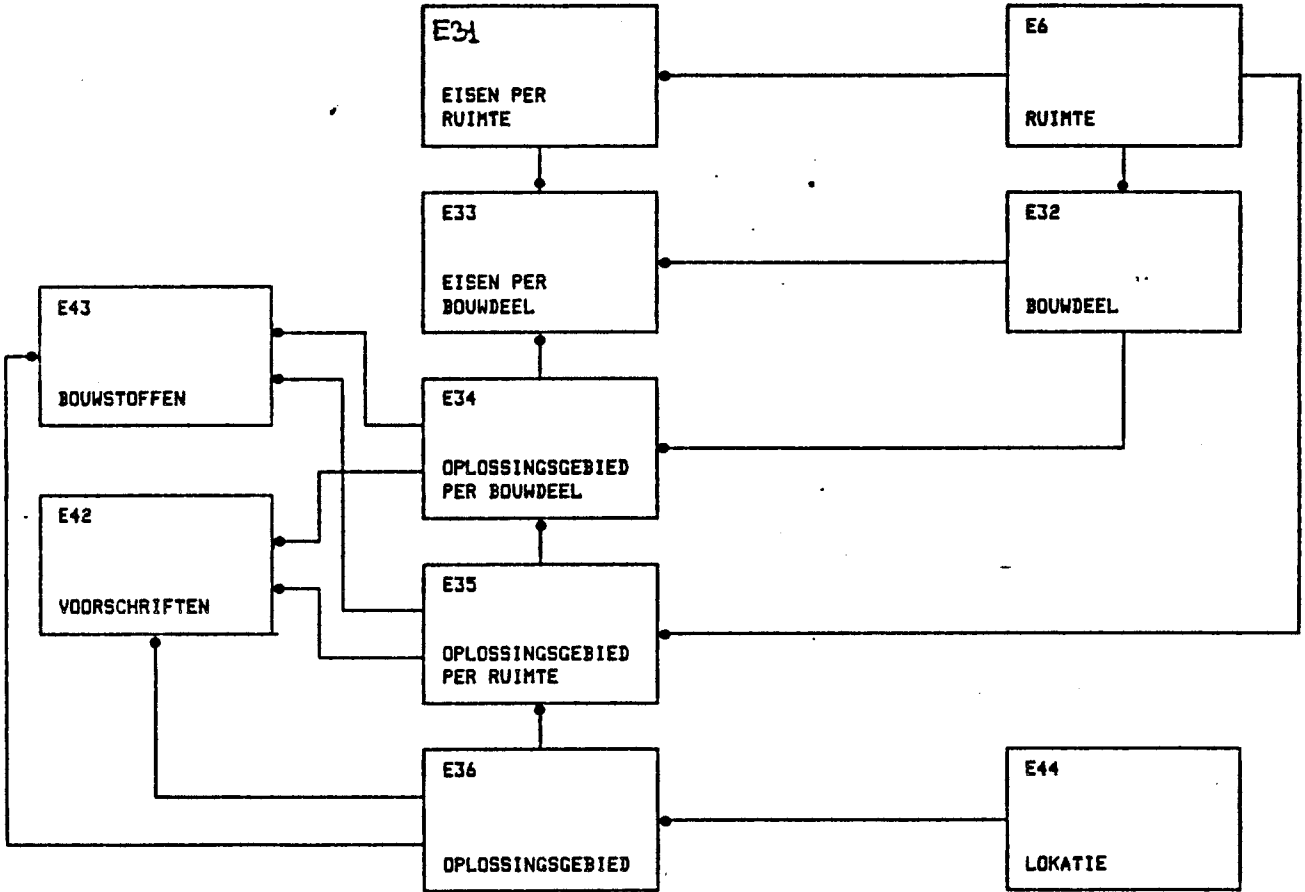 E31
EISEN PER
RUIMTE
E6
RUIMTE
E33
EISEN PER
BOUWDEEL
E32
BOUWDEEL
E43
BOUWSTOFFEN
E34
OPLOSSINGSGEBIED
PER BOUWDEEL
E42
VOORSCHRIFTEN
E35
OPLOSSINGSGEBIED
PER RUIMTE
E36
OPLOSSINGSGEBIED
E44
LOKATIE